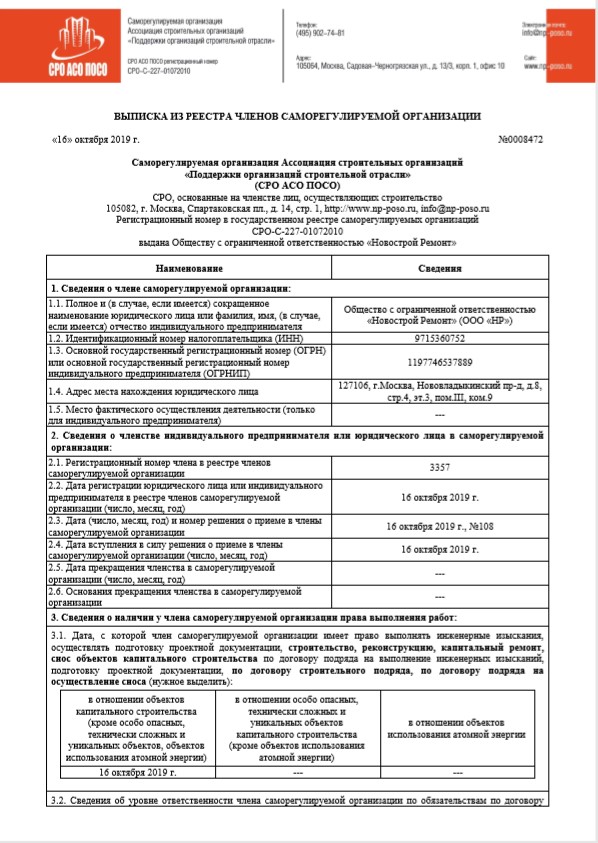 Саморегулируемая организация
Ассоциация строительных организаций
«Поддержки организаций строительной отрасли»
СРО АСО ПОСО регистрационный номер
СРО-С-227-01072010
СРО АСО ПОСО
Телефон:
(495) 902-74-81
Адрес:
105064, Москва, Садовая-Черногрязская ул., д. 13/3, корп. 1, офис 10
Электронная почта:
info@np-poso.ru
Сайт:
www.np-poso.ru
ВЫПИСКА ИЗ РЕЕСТРА ЧЛЕНОВ САМОРЕГУЛИРУЕМОЙ ОРГАНИЗАЦИИ
«16» октября 2019 г. №0008472
Саморегулируемая организация Ассоциация строительных организаций
«Поддержки организаций строительной отрасли»
(СРО АСО ПОСО)
СРО, основанные на членстве лиц, осуществляющих строительство
105082, г. Москва, Спартаковская пл., д. 14, стр. 1, http://www.np-poso.ru, info@np-poso.ru
Регистрационный номер в государственном реестре саморегулируемых организаций
СРО-С-227-01072010
выдана Обществу с ограниченной ответственностью «Новострой Ремонт»
Наименование Сведения
1. Сведения о члене саморегулируемой организации:
1.1. Полное и (в случае, если имеется) сокращенное
наименование юридического лица или фамилия, имя, (в случае,
если имеется) отчество индивидуального предпринимателя
Общество с ограниченной ответственностью
«Новострой Ремонт» (ООО «НР»)
1.2. Идентификационный номер налогоплательщика (ИНН) 9715360752
1.3. Основной государственный регистрационный номер (ОГРН)
или основной государственный регистрационный номер
индивидуального предпринимателя (ОГРНИП)
1197746537889
1.4. Адрес места нахождения юридического лица
127106, г.Москва, Нововладыкинский пр-д, д.8,
стр.4, эт.3, пом.III, ком.9
1.5. Место фактического осуществления деятельности (только
для индивидуального предпринимателя)
---
2. Сведения о членстве индивидуального предпринимателя или юридического лица в саморегулируемой
организации:
2.1. Регистрационный номер члена в реестре членов
саморегулируемой организации
3357
2.2. Дата регистрации юридического лица или индивидуального
предпринимателя в реестре членов саморегулируемой
организации (число, месяц, год)
16 октября 2019 г.
2.3. Дата (число, месяц, год) и номер решения о приеме в члены
саморегулируемой организации
16 октября 2019 г., №108
2.4. Дата вступления в силу решения о приеме в члены
саморегулируемой организации (число, месяц, год)
16 октября 2019 г.
2.5. Дата прекращения членства в саморегулируемой
организации (число, месяц, год)
---
2.6. Основания прекращения членства в саморегулируемой
организации
---
3. Сведения о наличии у члена саморегулируемой организации права выполнения работ:
3.1. Дата, с которой член саморегулируемой организации имеет право выполнять инженерные изыскания,
осуществлять подготовку проектной документации, строительство, реконструкцию, капитальный ремонт,
снос объектов капитального строительства по договору подряда на выполнение инженерных изысканий,
подготовку проектной документации, по договору строительного подряда, по договору подряда на
осуществление сноса (нужное выделить):
в отношении объектов
капитального строительства
(кроме особо опасных,
технически сложных и
уникальных объектов, объектов
использования атомной энергии)
в отношении особо опасных,
технически сложных и
уникальных объектов
капитального строительства
(кроме объектов использования
атомной энергии)
в отношении объектов
использования атомной энергии
16 октября 2019 г. --- ---
3.2. Сведения об уровне ответственности члена саморегулируемой организации по обязательствам по договору